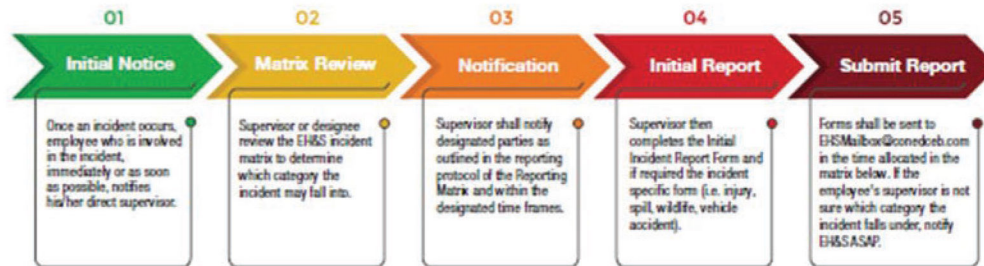 01
02
03
04
05
Initial Notice
Matrix Review
Notification
Initial Report
Submit Report
Once an incident occurs,
employee who is involved
in the incident,
immediately or as soon
as possible, notifies
his/her direct supervisor.
Supervisor or designee
review the EH&S incident
matrix to determine
which category the
incident may fall into.
Supervisor shall notify
designated parties as
outlined in the reporting
protocol of the Reporting
Matrix and within the
designated time frames.
Supervisor then
completes the Initial
Incident Report Form and
if required the incident
specific form (i.e. injury,
spill, wildlife, vehicle
accident).
Forms shall be sent to
EHSMailbox@conedceb.com
in the time allocated in the
matrix below. If the
employee's supervisor is not
sure which category the
incident falls under, notify
EH&S ASAP.